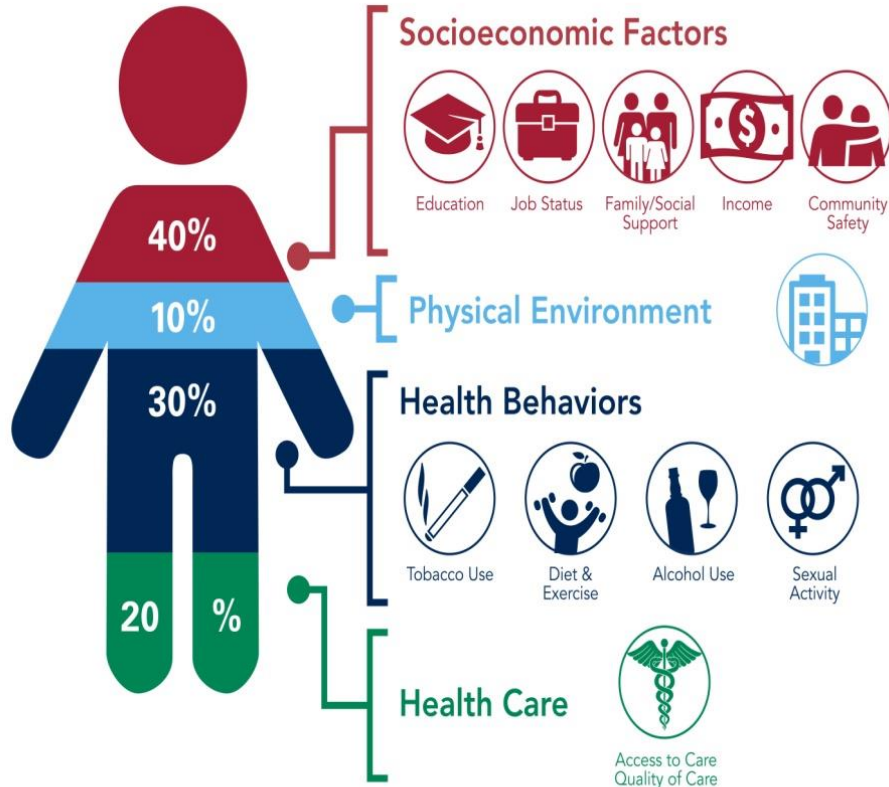 Socioeconomic Factors
$
Education
Job Status
Family/Social
Support
Income
Community
Safety
40%
10%
Physical Environment
30%
Health Behaviors
Tobacco Use
Diet &
Exercise
Alcohol Use
Sexual
Activity
20 %
Health Care
Access to Care
Quality of Care